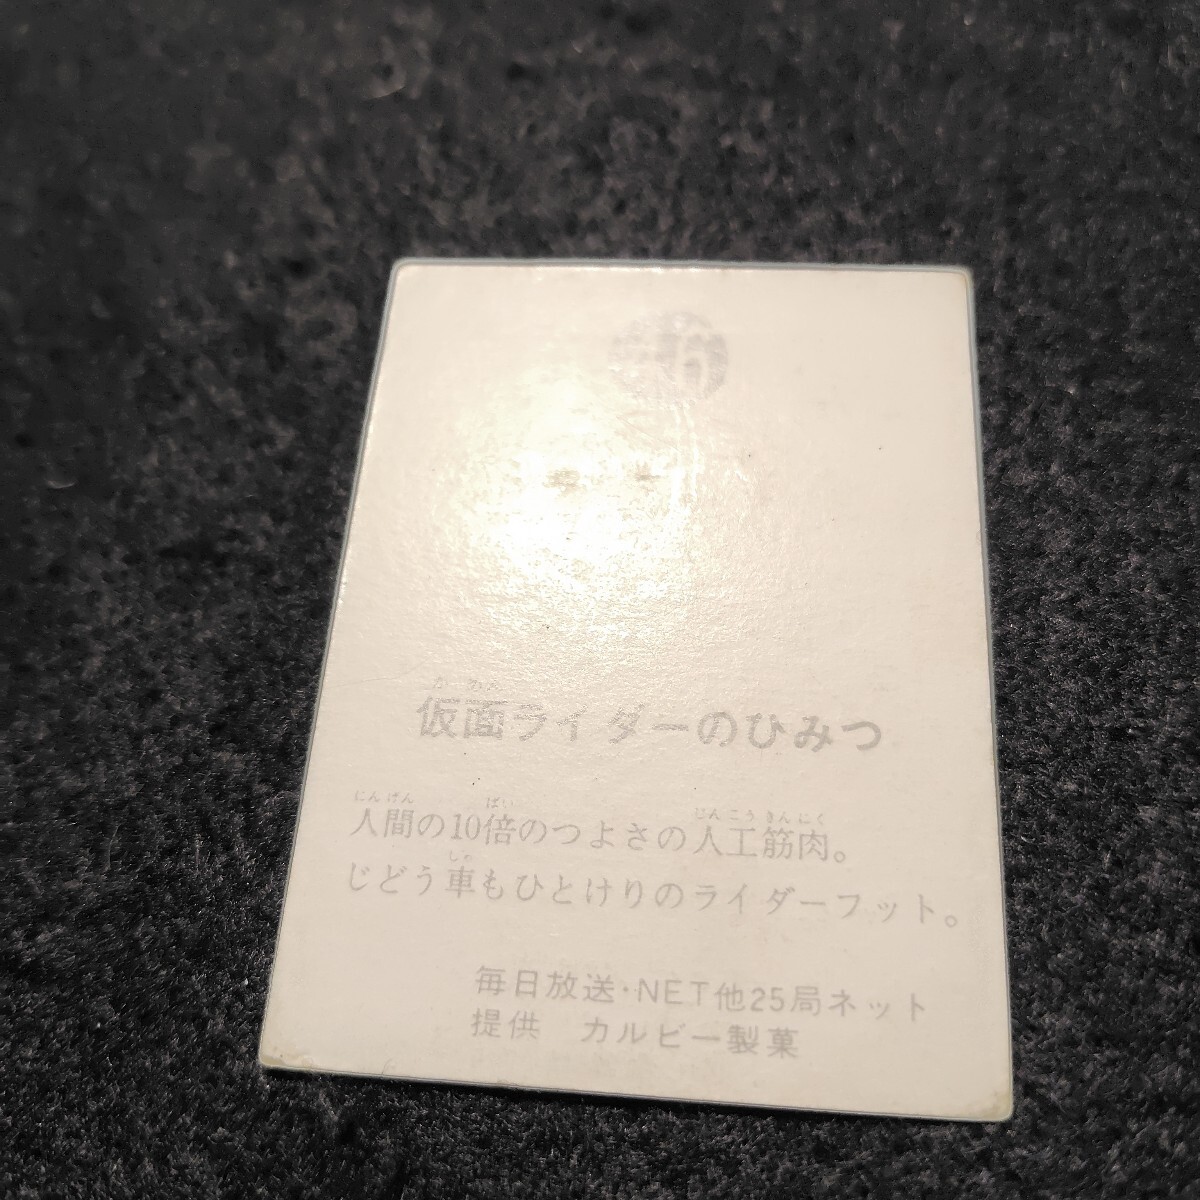 6
仮面ライダーのひみつ
人間の10倍のつよさの人工筋肉。
じどう車もひとけりのライダーフット。
毎日放送・NET他25局ネット
提供 カルビー製菓